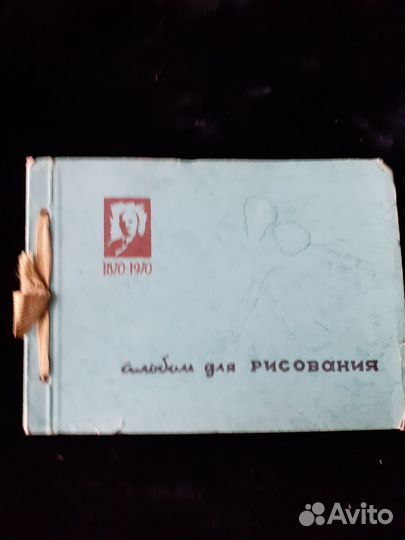 1870-1970
альбом для рисования
Avito